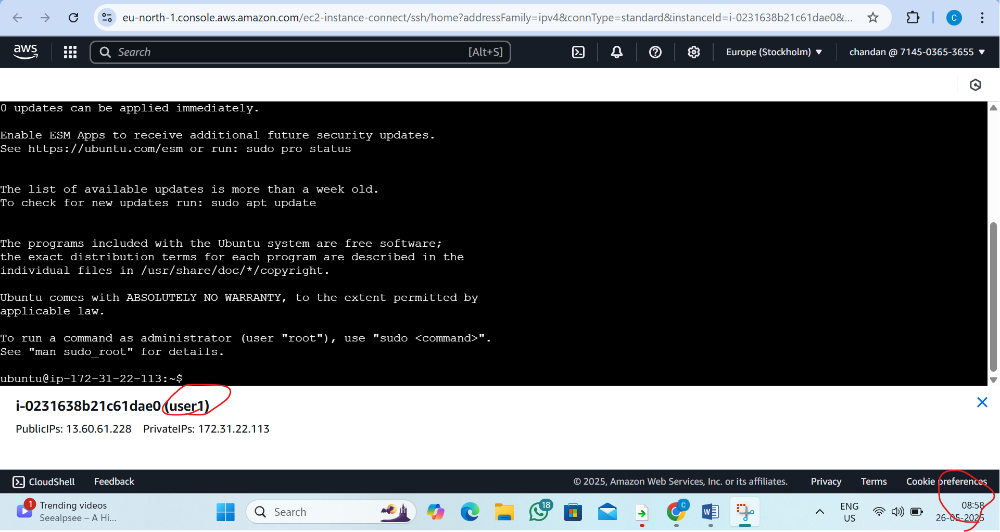 eu-north-1.console.aws.amazon.com/ec2-instance-connect/ssh/home?addressFamily=ipv4&connType=standard&instanceId=i-0231638b21c61dae0&...
C
aws
Search [Alt+S]
Europe (Stockholm)
chandan @ 7145-0365-3655
0 updates can be applied immediately.
Enable ESM Apps to receive additional future security updates.
See https://ubuntu.com/esm or run: sudo pro status
The list of available updates is more than a week old.
To check for new updates run: sudo apt update
The programs included with the Ubuntu system are free software;
the exact distribution terms for each program are described in the
individual files in /usr/share/doc/*/copyright.
Ubuntu comes with ABSOLUTELY NO WARRANTY, to the extent permitted by
applicable law.
To run a command as administrator (user "root"), use "sudo <command>".
See "man sudo_root" for details.
ubuntu@ip-172-31-22-113:~$
i-0231638b21c61dae0 (user1)
PublicIPs: 13.60.61.228 PrivateIPs: 172.31.22.113
CloudShell Feedback © 2025, Amazon Web Services, Inc. or its affiliates. Privacy Terms Cookie preferences
1
Trending videos
Seealpsee – A Hi...
Search
18
C
W
ENG
US
08:58
26-05-2025